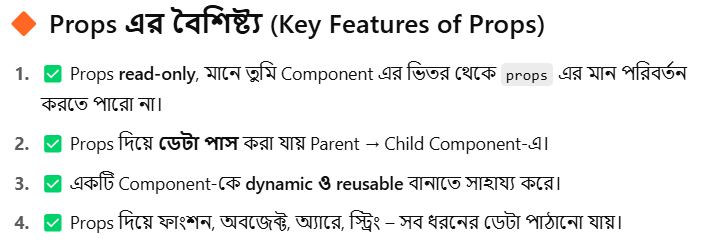 🔶 Props এর বৈশিষ্ট্য (Key Features of Props)
1. ✅ Props read-only, মানে তুমি Component এর ভিতর থেকে props এর মান পরিবর্তন
করতে পারো না।
2. ✅ Props দিয়ে ডেটা পাস করা যায় Parent → Child Component-এ।
3. ✅ একটি Component-কে dynamic ও reusable বানাতে সাহায্য করে।
4. ✅ Props দিয়ে ফাংশন, অবজেক্ট, অ্যারে, স্ট্রিং – সব ধরনের ডেটা পাঠানো যায়।